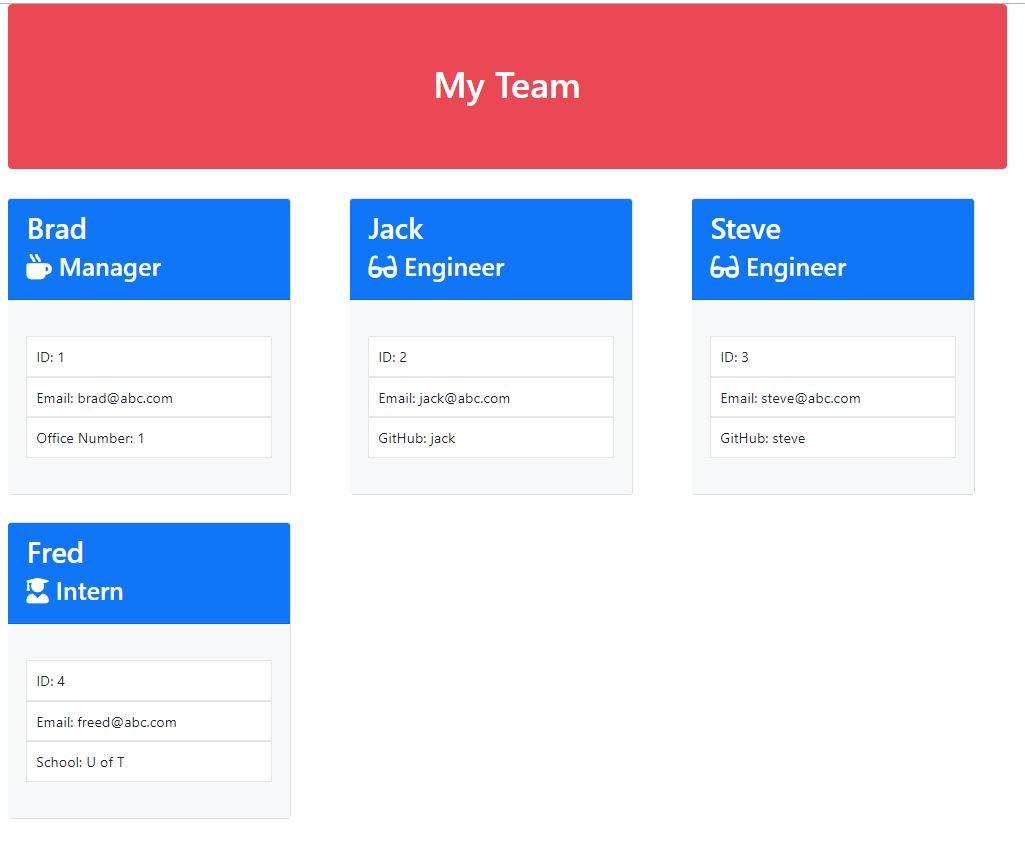 My Team
Brad
Manager
ID: 1
Email: brad@abc.com
Office Number: 1
Jack
Engineer
ID: 2
Email: jack@abc.com
GitHub: jack
Steve
Engineer
ID: 3
Email: steve@abc.com
GitHub: steve
Fred
Intern
ID: 4
Email: freed@abc.com
School: U of T